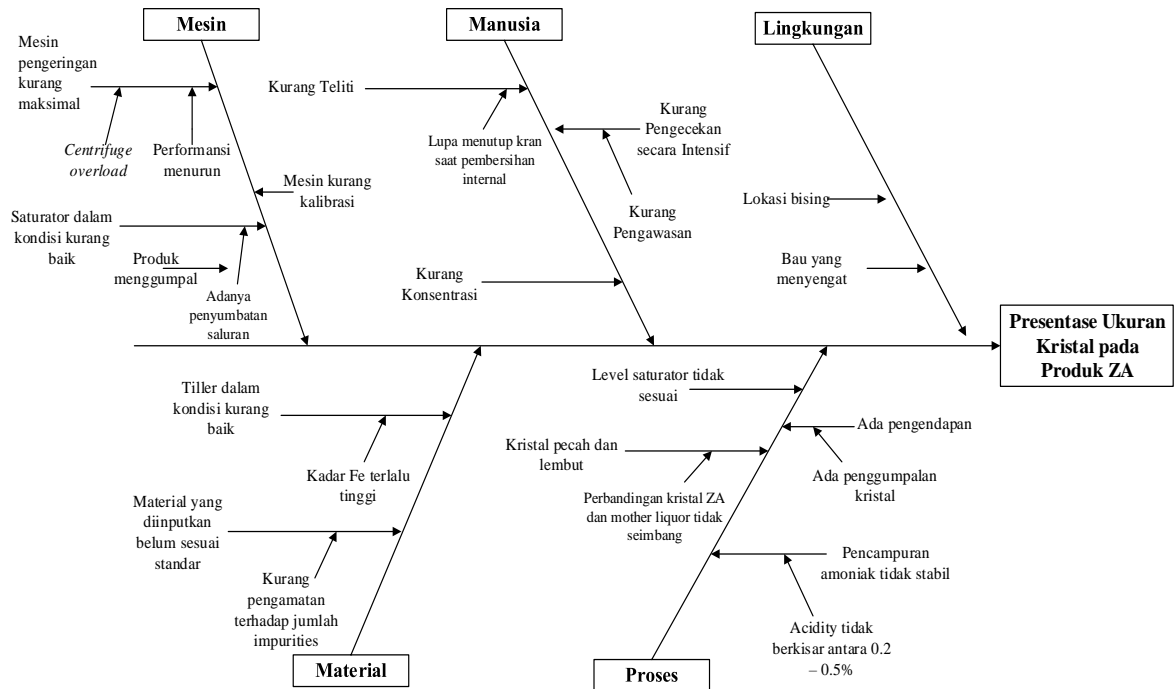 Mesin
Manusia
Lingkungan
Mesin
pengeringan
kurang
maksimal
Centrifuge
overload
Performansi
menurun
Mesin kurang
kalibrasi
Saturator dalam
kondisi kurang
baik
Produk
menggumpal
Adanya
penyumbatan
saluran
Kurang Teliti
Lupa menutup kran
saat pembersihan
internal
Kurang
Pengecekan
secara Intensif
Kurang
Pengawasan
Kurang
Konsentrasi
Lokasi bising
Bau yang
menyengat
Presentase Ukuran
Kristal pada
Produk ZA
Tiller dalam
kondisi kurang
baik
Kadar Fe terlalu
tinggi
Material yang
diinputkan
belum sesuai
standar
Kurang
pengamatan
terhadap jumlah
impurities
Level saturator tidak
sesuai
Ada pengendapan
Ada penggumpalan
kristal
Kristal pecah dan
lembut
Perbandingan kristal ZA
dan mother liquor tidak
seimbang
Pencampuran
amoniak tidak stabil
Acidity tidak
berkisar antara 0.2
– 0.5%
Material
Proses